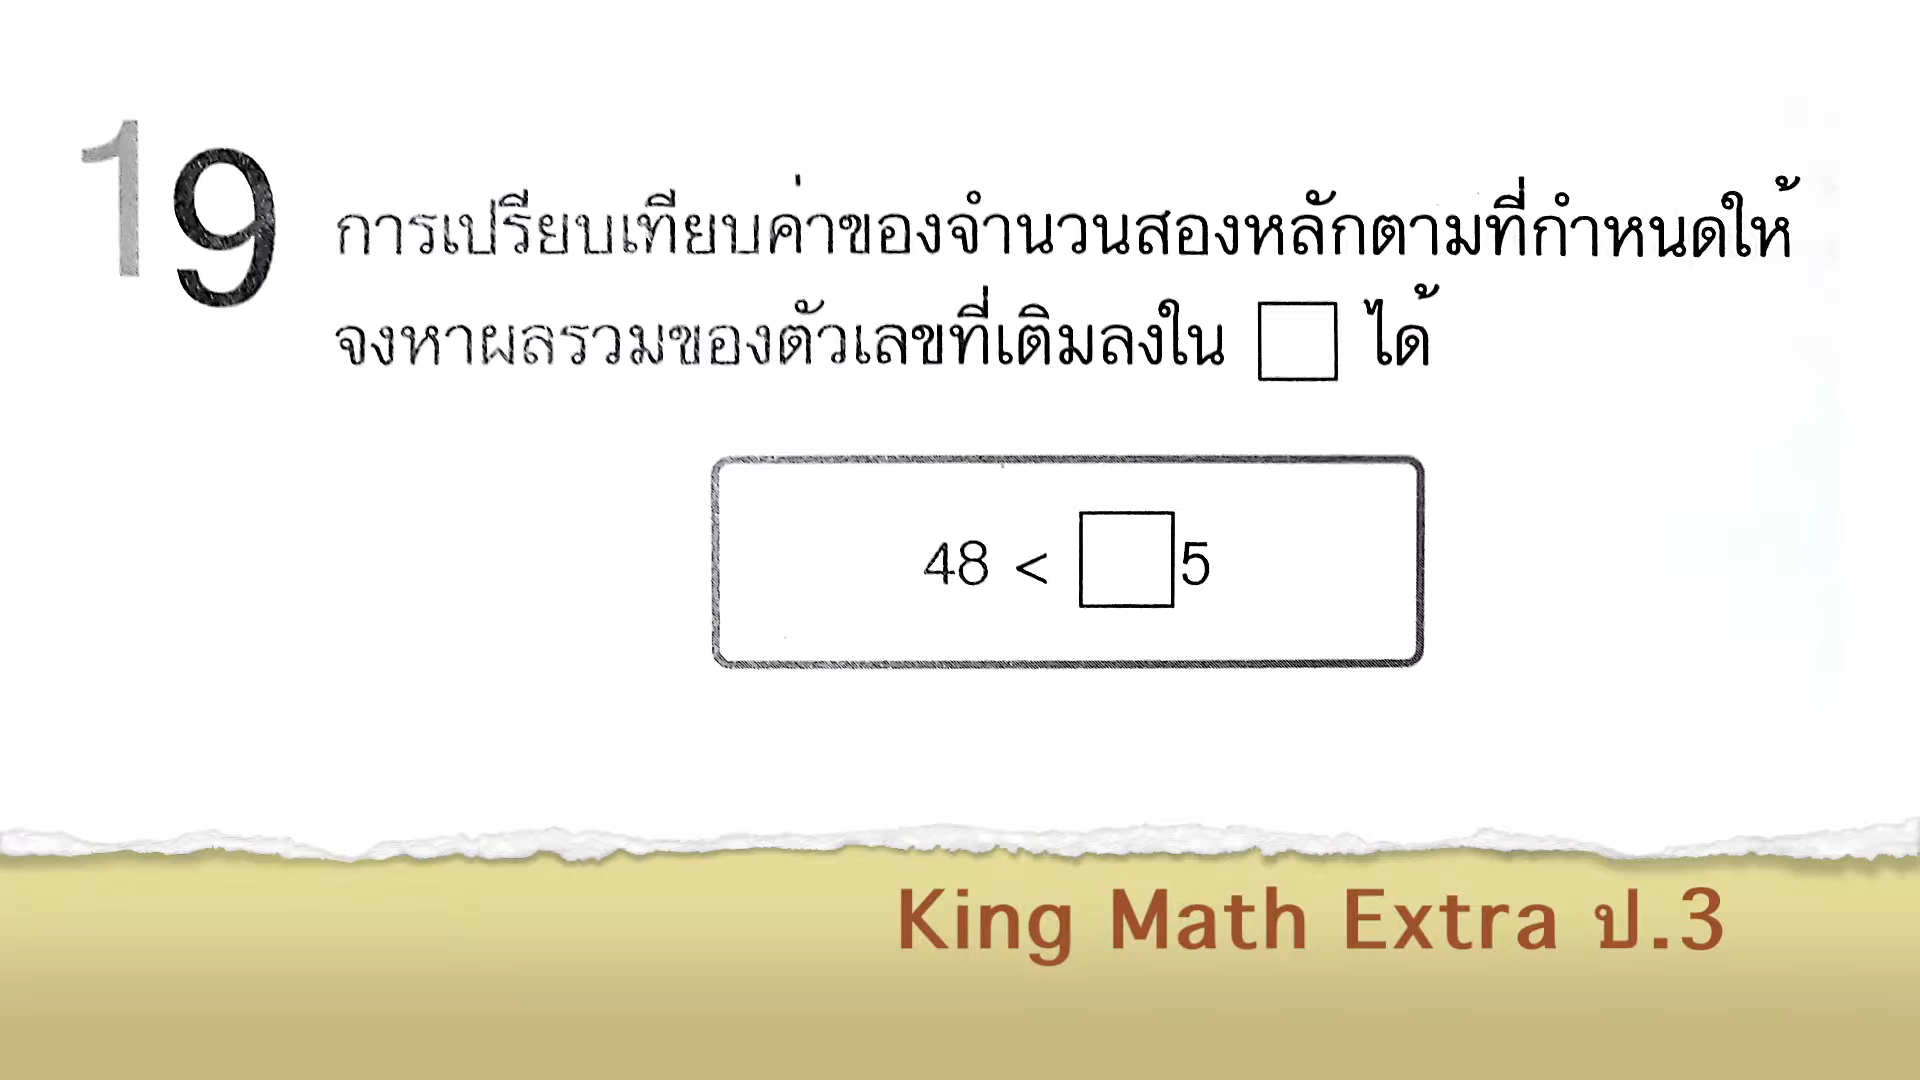 19
การเปรียบเทียบค่าของจำนวนสองหลักตามที่กำหนดให้
จงหาผลรวมของตัวเลขที่เติมลงใน □ ได้
48 < □5
King Math Extra ป.3